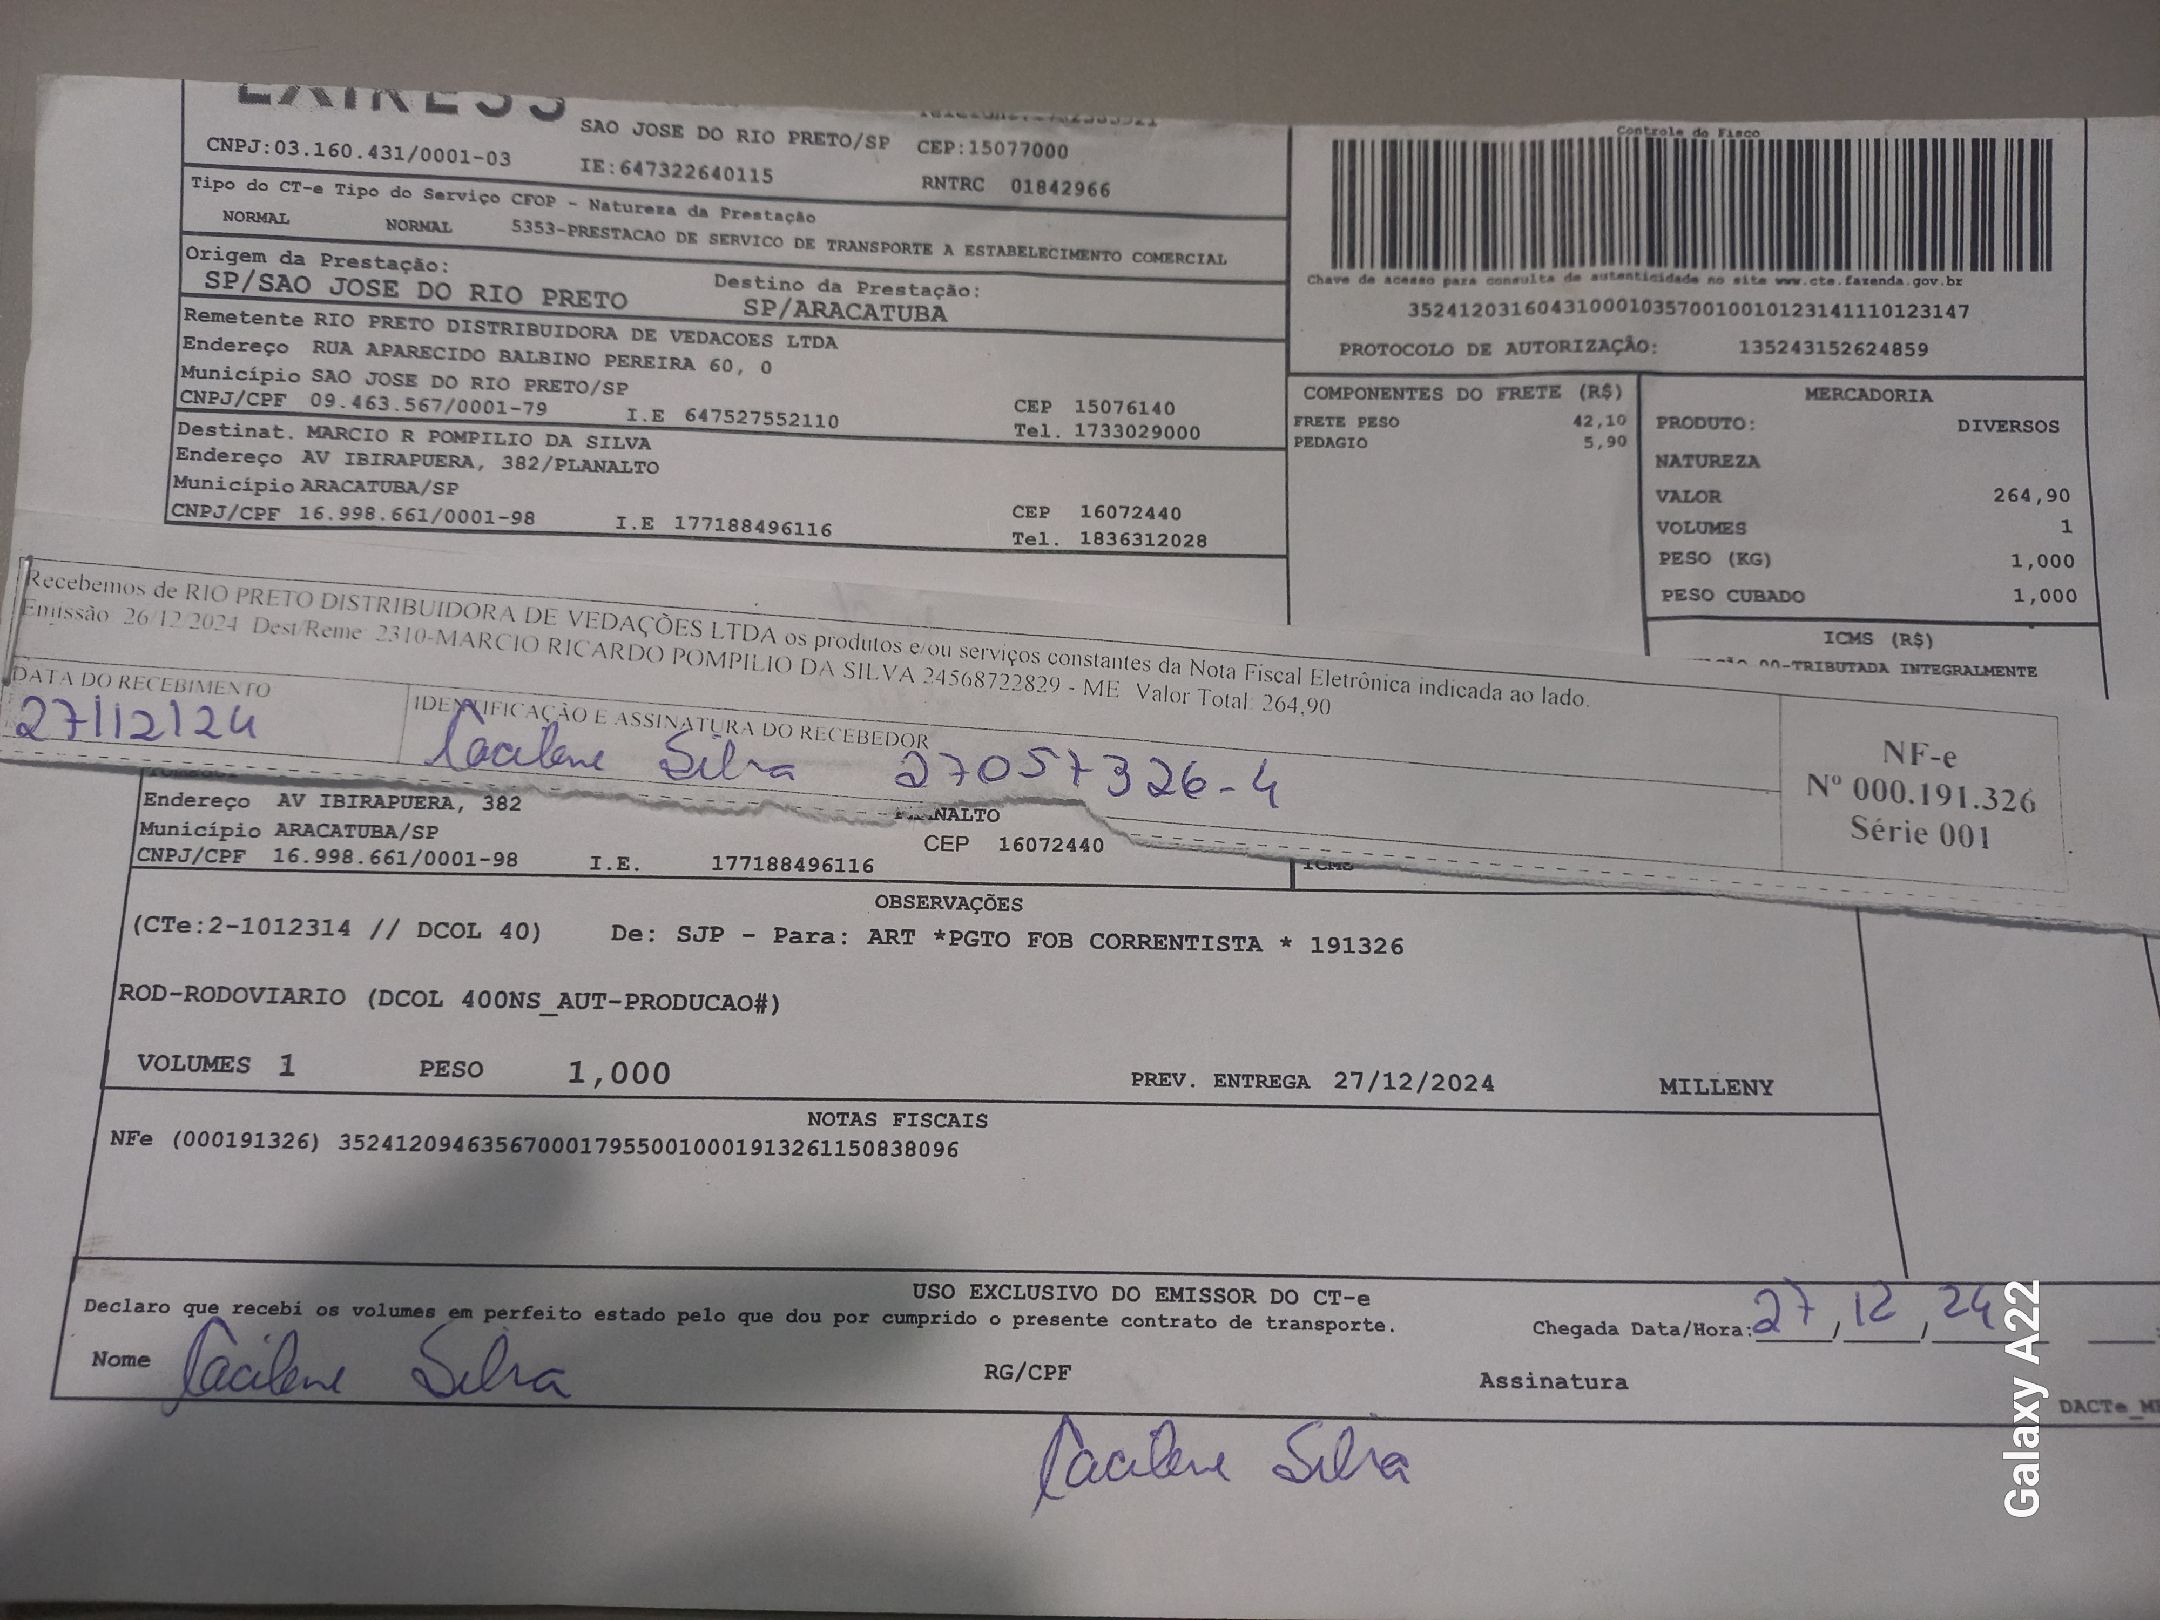 EXPRESS
SAO JOSE DO RIO PRETO/SP CEP:15077000
CNPJ:03.160.431/0001-03 IE:647322640115 RNTRC 01842966
Tipo do CT-e Tipo do Serviço CFOP - Natureza da Prestação
NORMAL NORMAL 5353-PRESTACAO DE SERVICO DE TRANSPORTE A ESTABELECIMENTO COMERCIAL
Origem da Prestação: Destino da Prestação:
SP/SAO JOSE DO RIO PRETO SP/ARACATUBA
Remetente RIO PRETO DISTRIBUIDORA DE VEDACOES LTDA
Endereço RUA APARECIDO BALBINO PEREIRA 60, 0
Município SAO JOSE DO RIO PRETO/SP CEP 15076140
CNPJ/CPF 09.463.567/0001-79 I.E 647527552110 Tel. 1733029000
Destinat. MARCIO R POMPILIO DA SILVA
Endereço AV IBIRAPUERA, 382/PLANALTO
Município ARACATUBA/SP CEP 16072440
CNPJ/CPF 16.998.661/0001-98 I.E 177188496116 Tel. 1836312028
Controle do Fisco
Chave de acesso para consulta de autenticidade no site www.cte.fazenda.gov.br
35241203160431000103570010010123141110123147
PROTOCOLO DE AUTORIZAÇÃO: 135243152624859
COMPONENTES DO FRETE (R$)
FRETE PESO 42,10
PEDAGIO 5,90
MERCADORIA
PRODUTO: DIVERSOS
NATUREZA
VALOR 264,90
VOLUMES 1
PESO (KG) 1,000
PESO CUBADO 1,000
ICMS (R$)
00-TRIBUTADA INTEGRALMENTE
Recebemos de RIO PRETO DISTRIBUIDORA DE VEDAÇÕES LTDA os produtos e/ou serviços constantes da Nota Fiscal Eletrônica indicada ao lado.
Emissão 26/12/2024 Dest/Reme 2310-MARCIO RICARDO POMPILIO DA SILVA 24568722829 - ME Valor Total: 264,90
DATA DO RECEBIMENTO IDENTIFICAÇÃO E ASSINATURA DO RECEBEDOR
27/12/24 Silva 27057326-4
NF-e
Nº 000.191.326
Série 001
Endereço AV IBIRAPUERA, 382 PLANALTO
Município ARACATUBA/SP CEP 16072440
CNPJ/CPF 16.998.661/0001-98 I.E. 177188496116
ICMS
OBSERVAÇÕES
(CTe:2-1012314 // DCOL 40) De: SJP - Para: ART *PGTO FOB CORRENTISTA * 191326
ROD-RODOVIARIO (DCOL 400NS_AUT-PRODUCAO#)
VOLUMES 1 PESO 1,000 PREV. ENTREGA 27/12/2024 MILLENY
NOTAS FISCAIS
NFe (000191326) 35241209463567000179550010001913261150838096
USO EXCLUSIVO DO EMISSOR DO CT-e
Declaro que recebi os volumes em perfeito estado pelo que dou por cumprido o presente contrato de transporte. Chegada Data/Hora: 27,12,24
Nome Silva RG/CPF Assinatura
DACTe_M
Silva
Galaxy A22